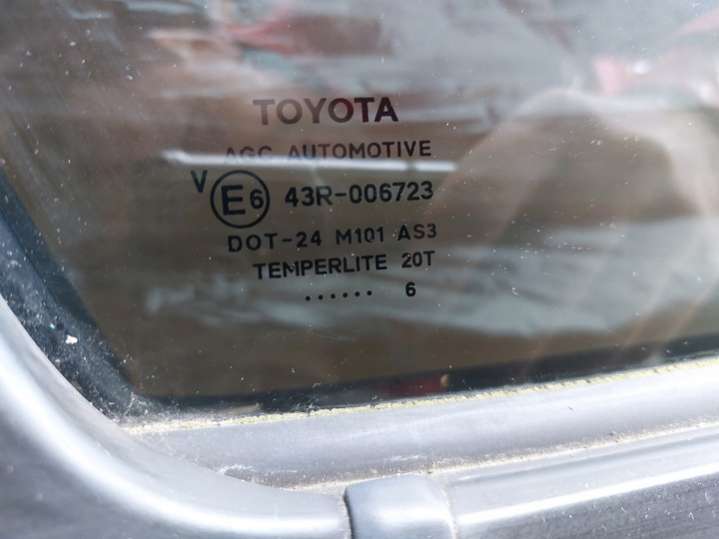 TOYOTA
AGC AUTOMOTIVE
V E6 43R-006723
DOT-24 M101 AS3
TEMPERLITE 20T
...... 6